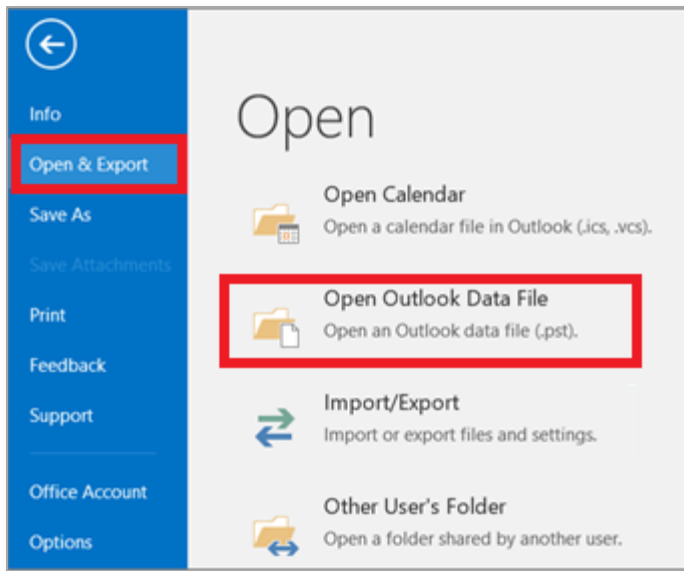 Info
Open & Export
Save As
Save Attachments
Print
Feedback
Support
Office Account
Options
Open
Open Calendar
Open a calendar file in Outlook (.ics, .vcs).
Open Outlook Data File
Open an Outlook data file (.pst).
Import/Export
Import or export files and settings.
Other User's Folder
Open a folder shared by another user.